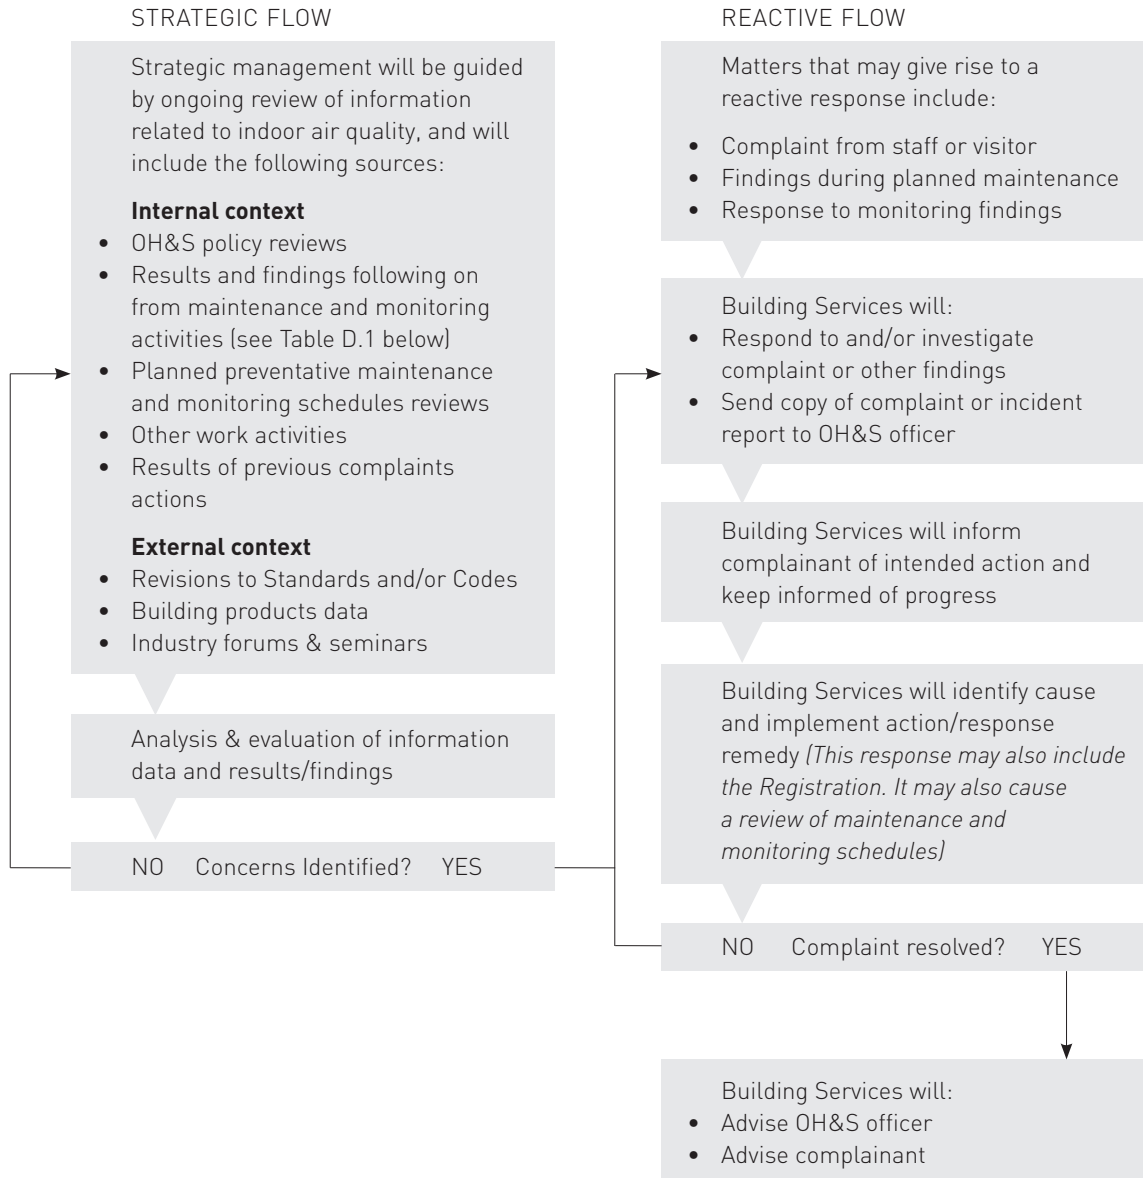 STRATEGIC FLOW
Strategic management will be guided
by ongoing review of information
related to indoor air quality, and will
include the following sources:
Internal context
• OH&S policy reviews
• Results and findings following on
from maintenance and monitoring
activities (see Table D.1 below)
• Planned preventative maintenance
and monitoring schedules reviews
• Other work activities
• Results of previous complaints
actions
External context
• Revisions to Standards and/or Codes
• Building products data
• Industry forums & seminars
Analysis & evaluation of information
data and results/findings
NO Concerns Identified? YES
REACTIVE FLOW
Matters that may give rise to a
reactive response include:
• Complaint from staff or visitor
• Findings during planned maintenance
• Response to monitoring findings
Building Services will:
• Respond to and/or investigate
complaint or other findings
• Send copy of complaint or incident
report to OH&S officer
Building Services will inform
complainant of intended action and
keep informed of progress
Building Services will identify cause
and implement action/response
remedy (This response may also include
the Registration. It may also cause
a review of maintenance and
monitoring schedules)
NO Complaint resolved? YES
Building Services will:
• Advise OH&S officer
• Advise complainant